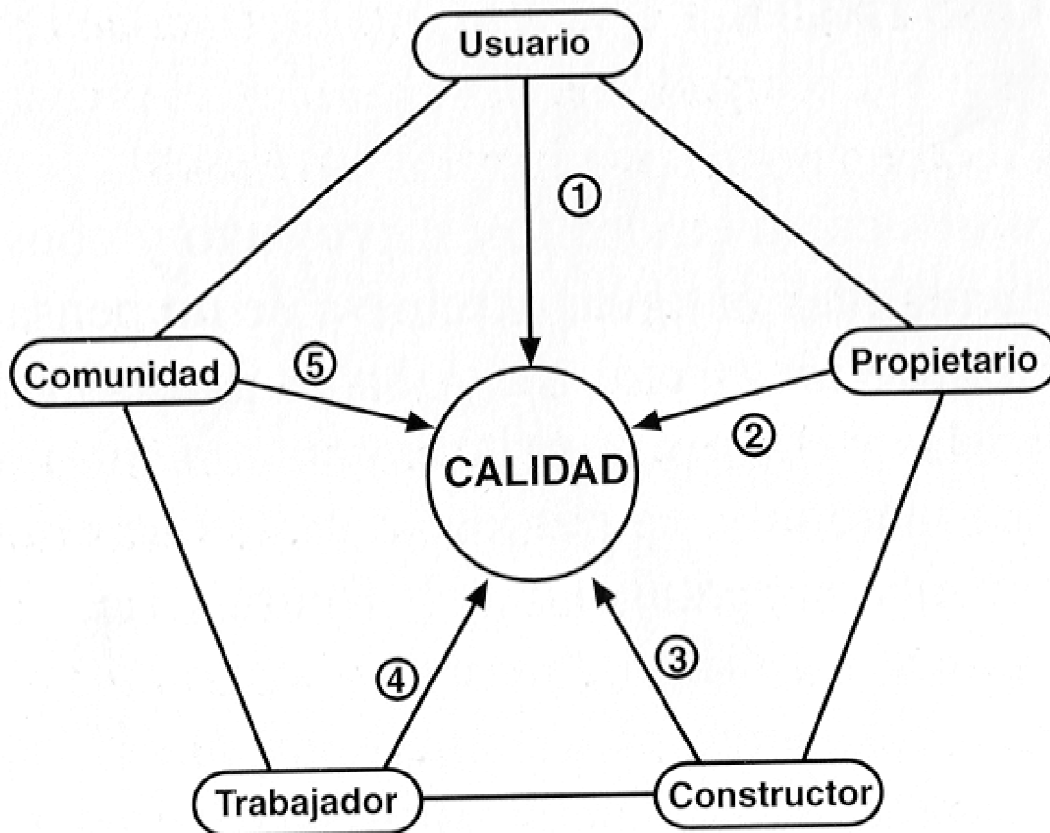 Usuario
①
Comunidad
⑤
Propietario
②
CALIDAD
④
③
Trabajador
Constructor